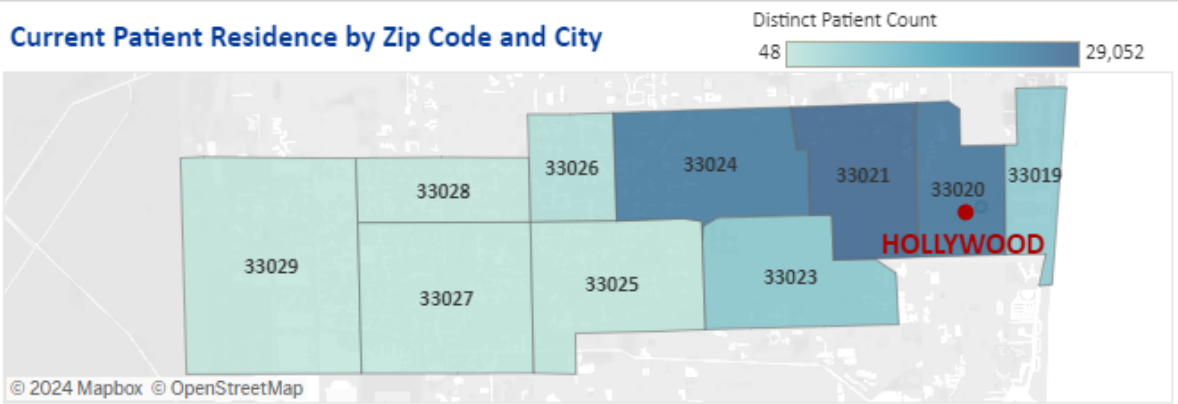 Distinct Patient Count
Current Patient Residence by Zip Code and City
48 29,052
33026
33024
33021
33019
33028
33020
HOLLYWOOD
33029
33023
33025
33027
© 2024 Mapbox © OpenStreetMap